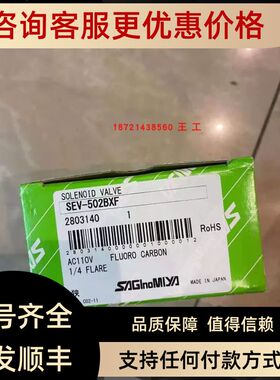 咨询客服更优惠价格
18721438560 王 工
SOLENOID VALVE
SEV-502BXF
2803140 1
RoHS
AC110V FLUORO CARBON
1/4 FLARE
SAGInoMIYA
MADE IN JAPAN
002-11
号齐全 品质保障 值得信赖
发顺丰 支持任何付款方式